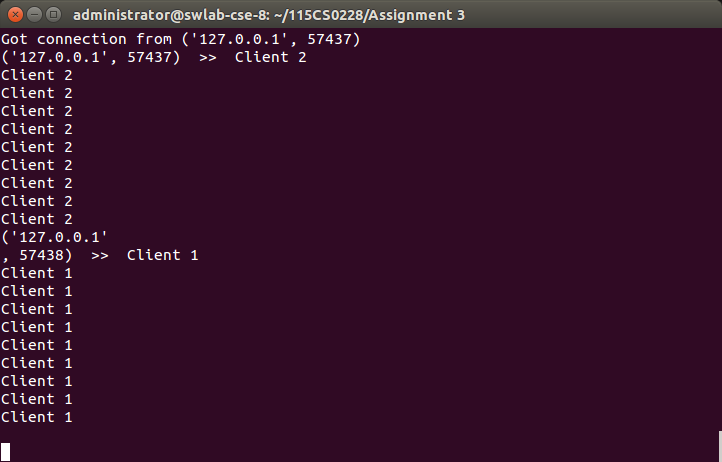 administrator@swlab-cse-8: ~/115CS0228/Assignment 3
Got connection from ('127.0.0.1', 57437)
('127.0.0.1', 57437)  >>  Client 2
Client 2
Client 2
Client 2
Client 2
Client 2
Client 2
Client 2
Client 2
Client 2
('127.0.0.1'
, 57438)  >>  Client 1
Client 1
Client 1
Client 1
Client 1
Client 1
Client 1
Client 1
Client 1
Client 1